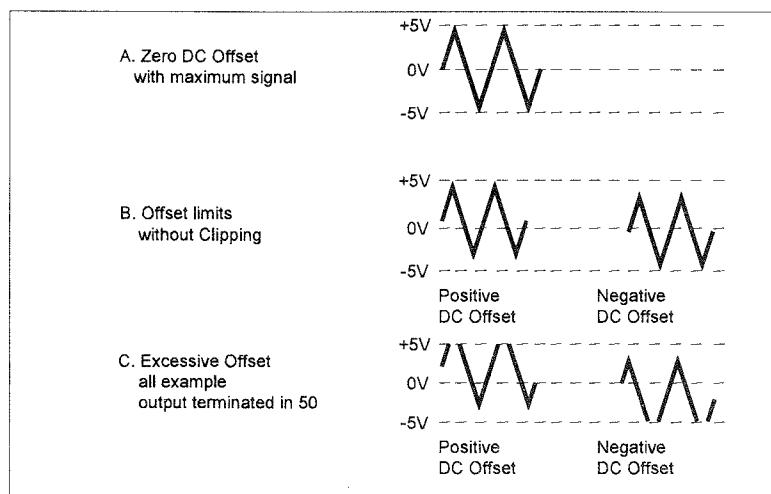 A. Zero DC Offset
with maximum signal
+5V
0V
-5V
B. Offset limits
without Clipping
+5V
0V
-5V
Positive
DC Offset
Negative
DC Offset
C. Excessive Offset
all example
output terminated in 50
+5V
0V
-5V
Positive
DC Offset
Negative
DC Offset